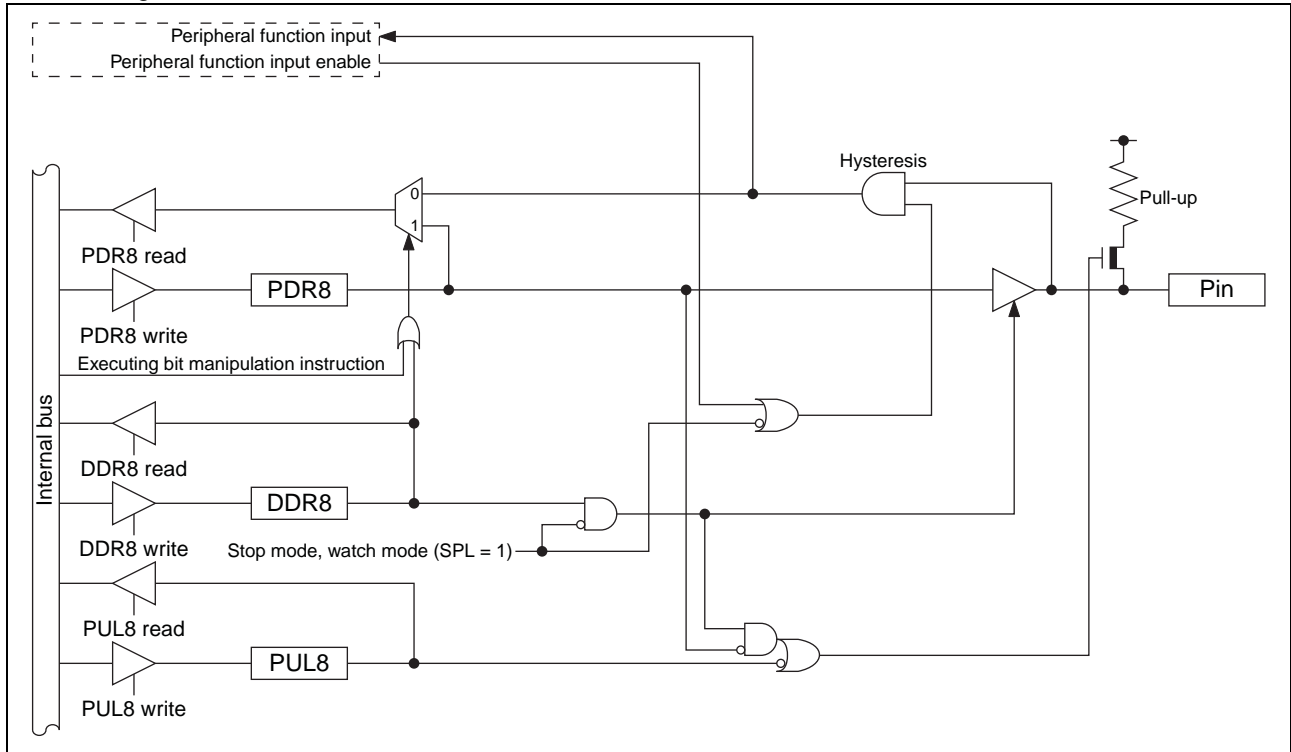 Peripheral function input
Peripheral function input enable
Hysteresis
0
Pull-up
1
PDR8 read
PDR8
Pin
PDR8 write
Executing bit manipulation instruction
Internal bus
DDR8 read
DDR8
DDR8 write
Stop mode, watch mode (SPL = 1)
PUL8 read
PUL8
PUL8 write